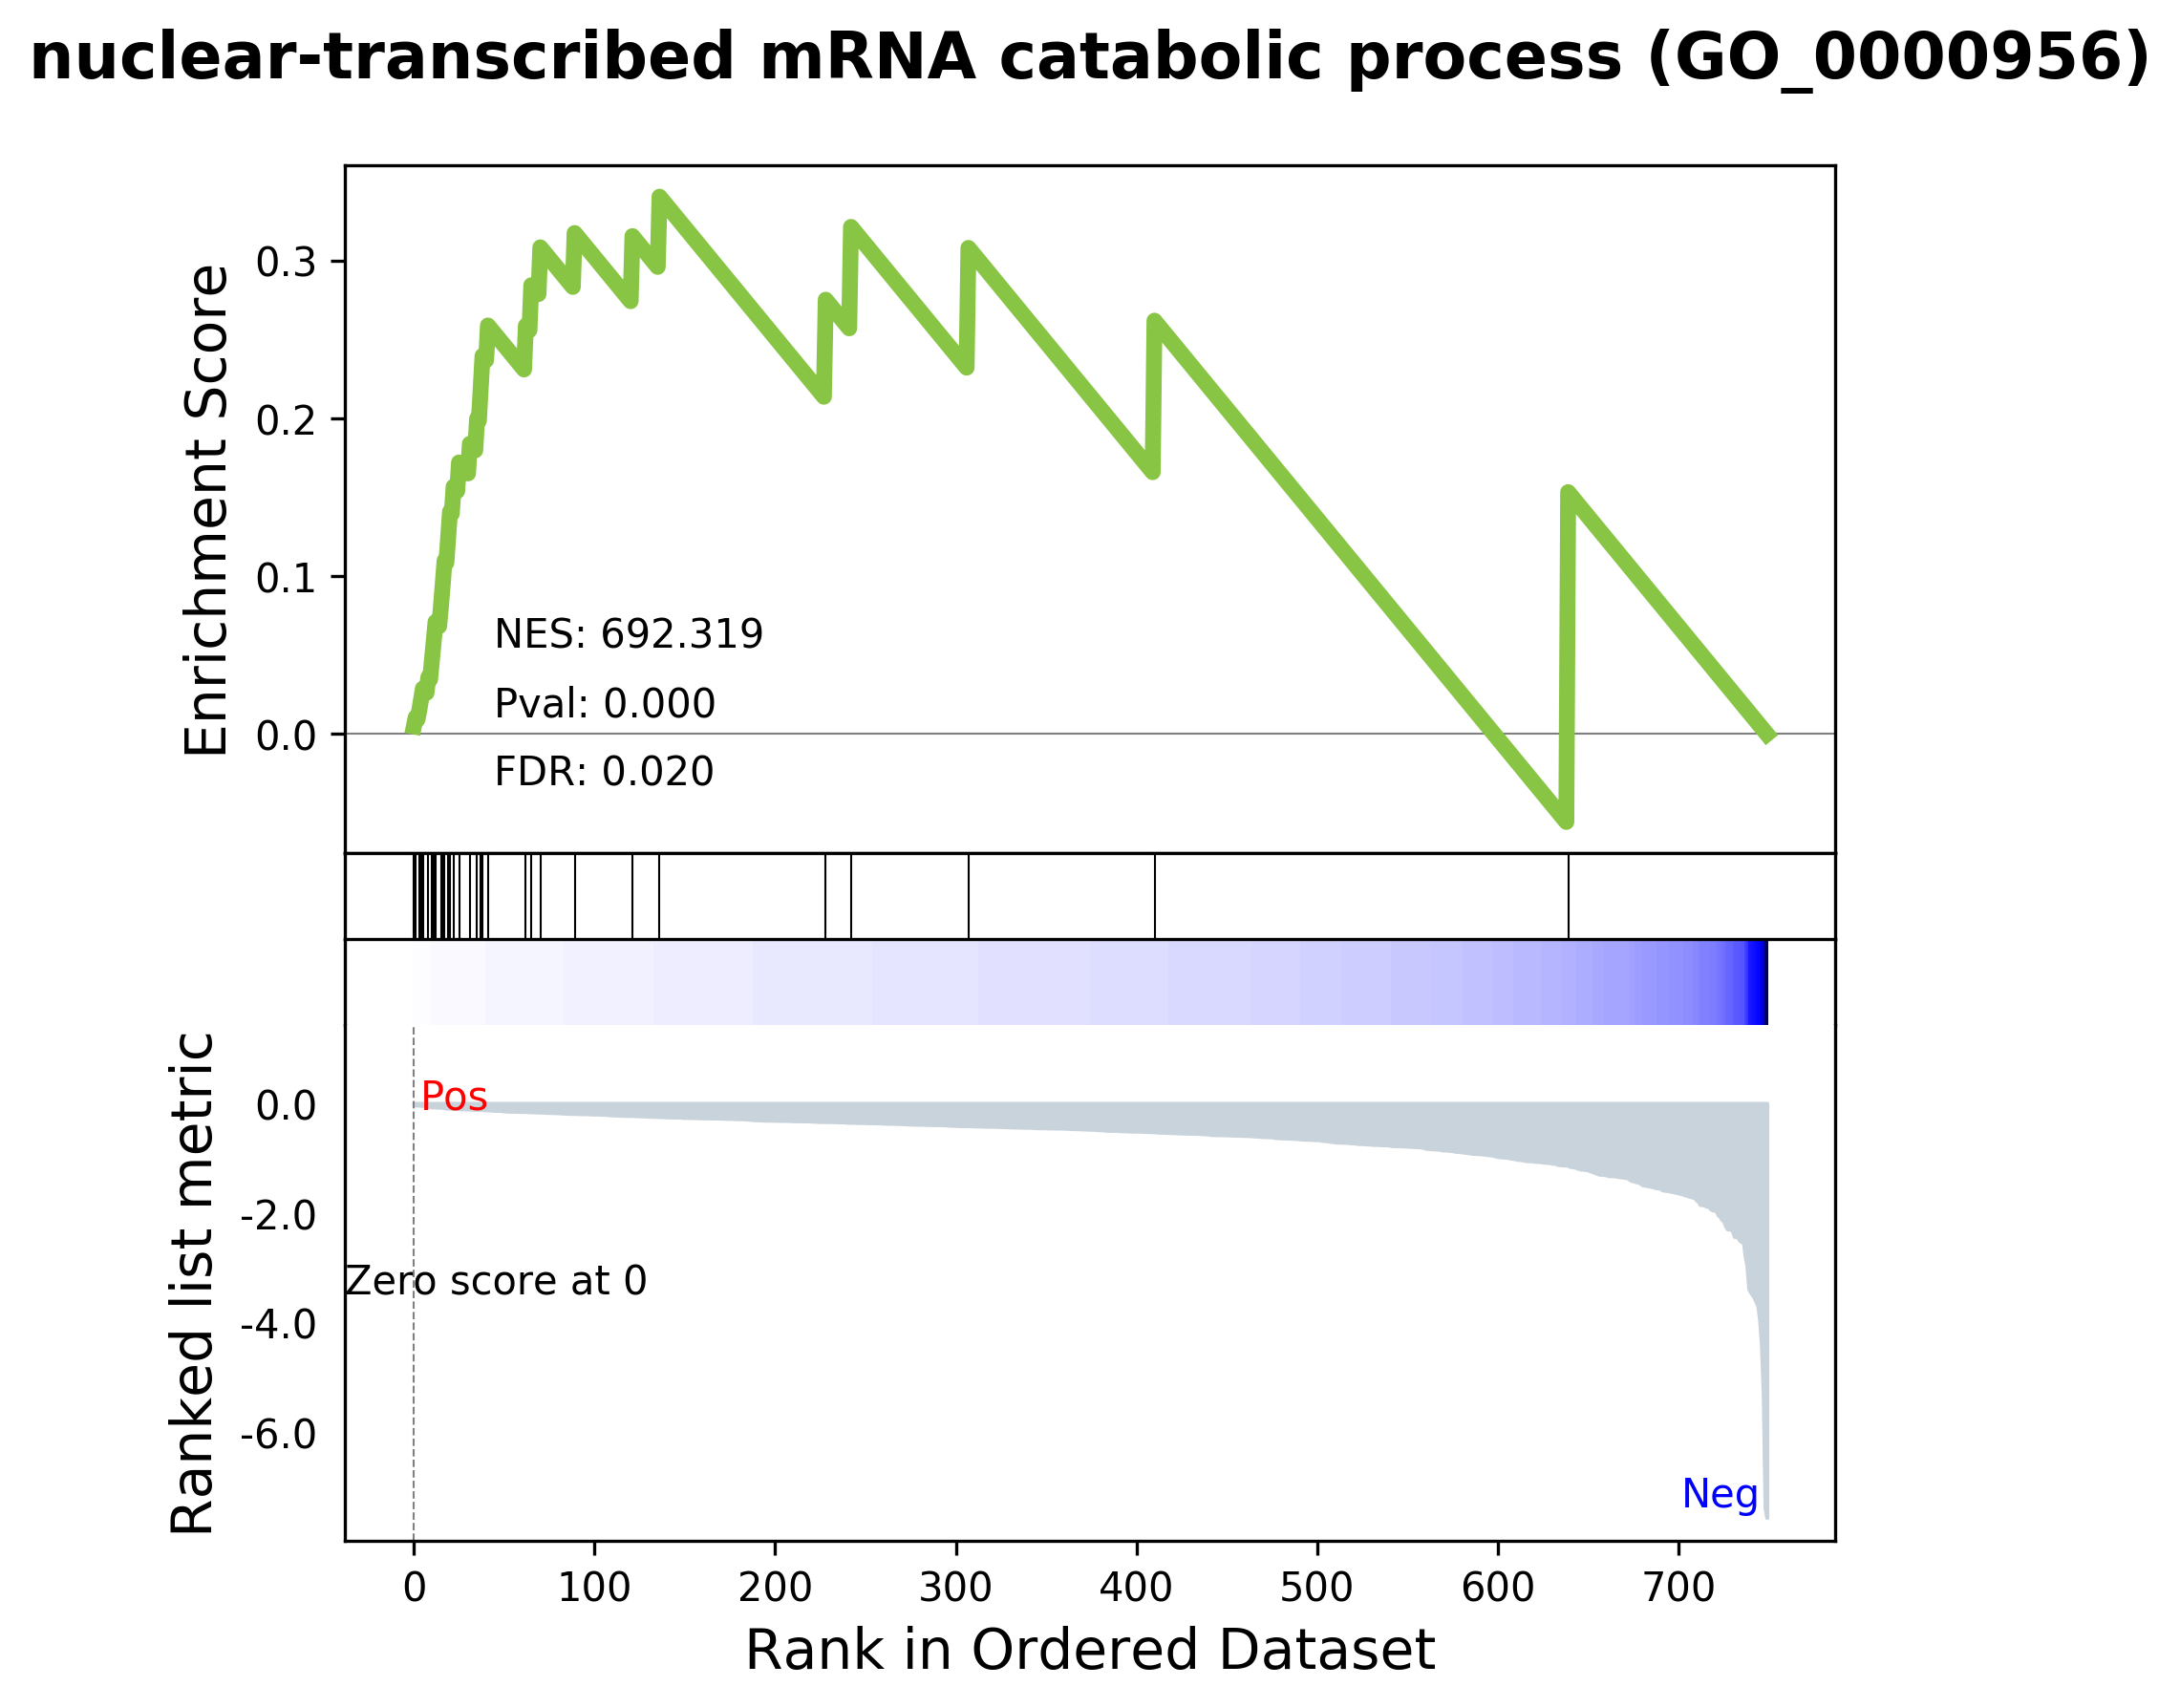 nuclear-transcribed mRNA catabolic process (GO_0000956)
Enrichment Score
0.3
0.2
0.1
0.0
NES: 692.319
Pval: 0.000
FDR: 0.020
Ranked list metric
0.0
-2.0
-4.0
-6.0
Pos
Zero score at 0
Neg
0 100 200 300 400 500 600 700
Rank in Ordered Dataset